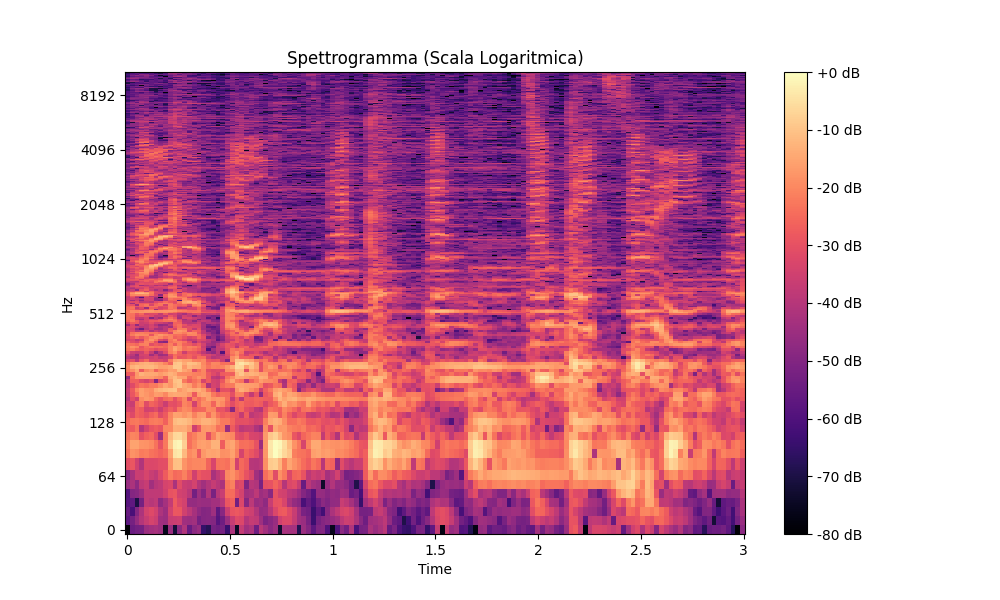 Spettrogramma (Scala Logaritmica)
Hz
8192
4096
2048
1024
512
256
128
64
0
0
0.5
1
1.5
2
2.5
3
Time
+0 dB
-10 dB
-20 dB
-30 dB
-40 dB
-50 dB
-60 dB
-70 dB
-80 dB